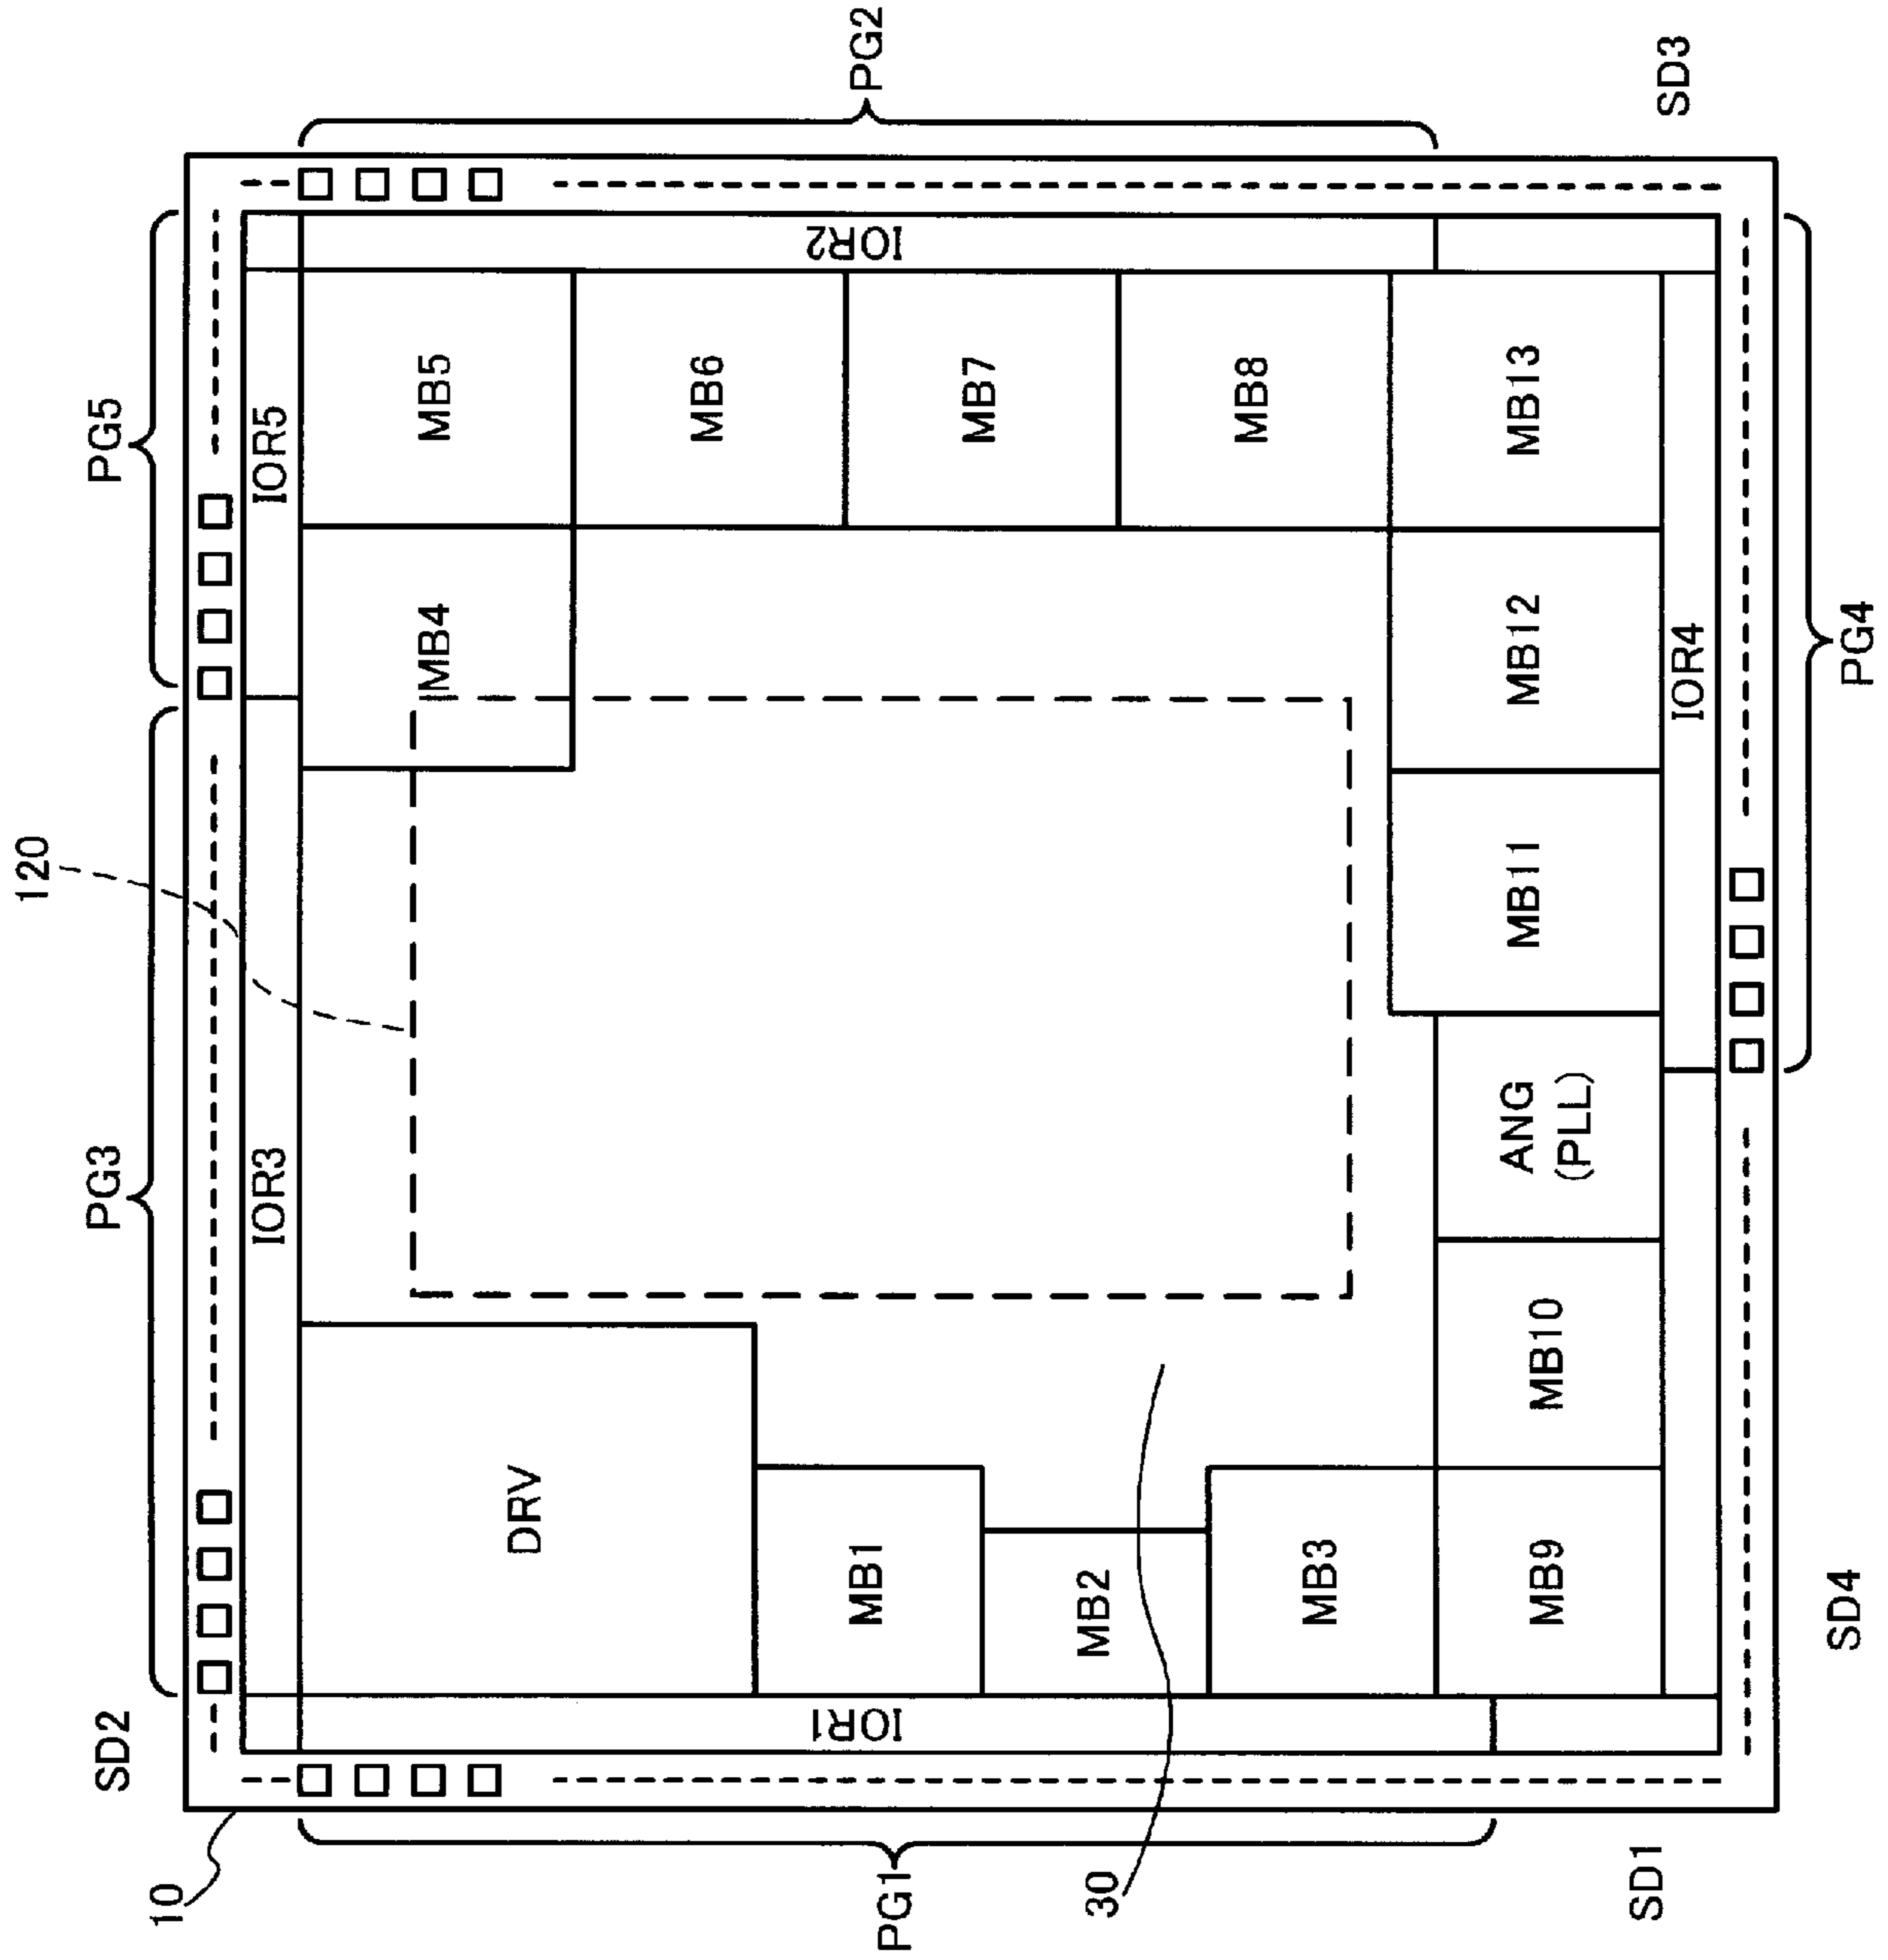 120
SD2
PG3
PG5
10
IOR3
IOR5
MB4
MB5
DRV
MB6
PG1
IOR1
MB1
IOR2
PG2
MB7
30
MB2
MB8
MB3
MB9
MB10
ANG
(PLL)
MB11
MB12
MB13
SD1
IOR4
SD3
SD4
PG4